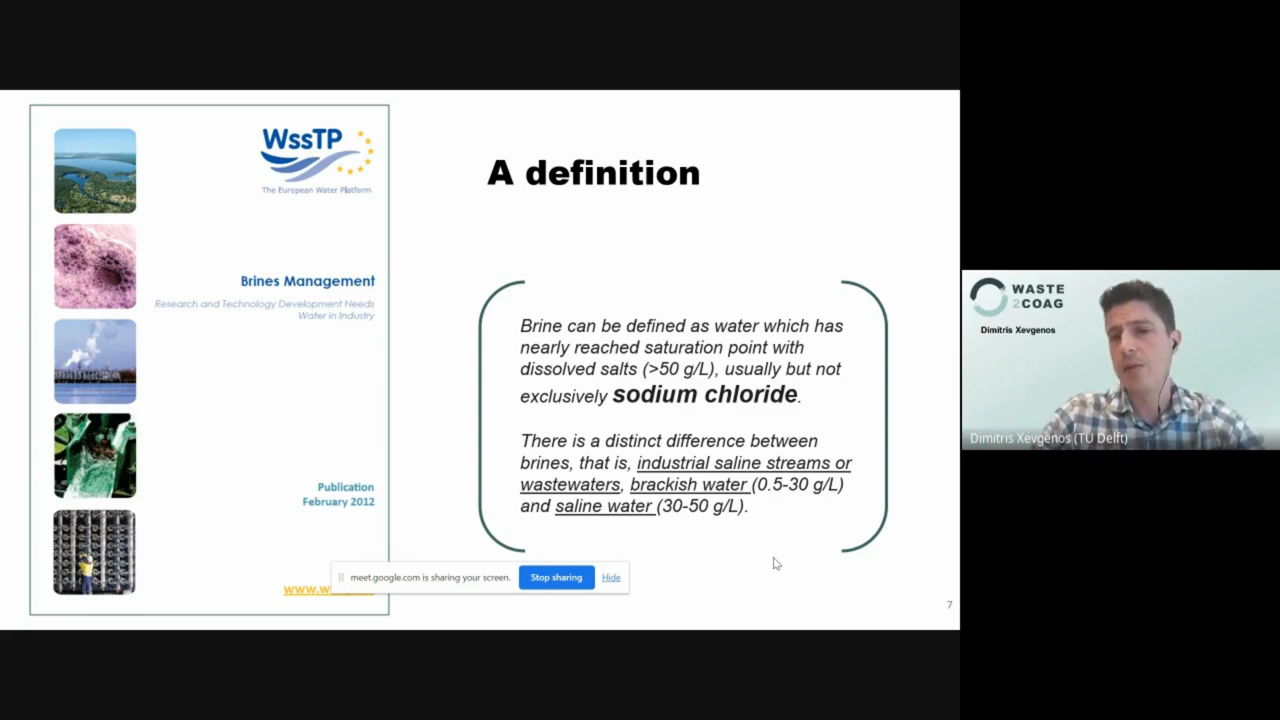 WssTP
The European Water Platform
Brines Management
Research and Technology Development Needs
Water in Industry
Publication
February 2012
www.w
A definition
Brine can be defined as water which has
nearly reached saturation point with
dissolved salts (>50 g/L), usually but not
exclusively sodium chloride.
There is a distinct difference between
brines, that is, industrial saline streams or
wastewaters, brackish water (0.5-30 g/L)
and saline water (30-50 g/L).
meet.google.com is sharing your screen.
Stop sharing
Hide
7
WASTE
2COAG
Dimitris Xevgenos
Dimitris Xevgenos (TU Delft)